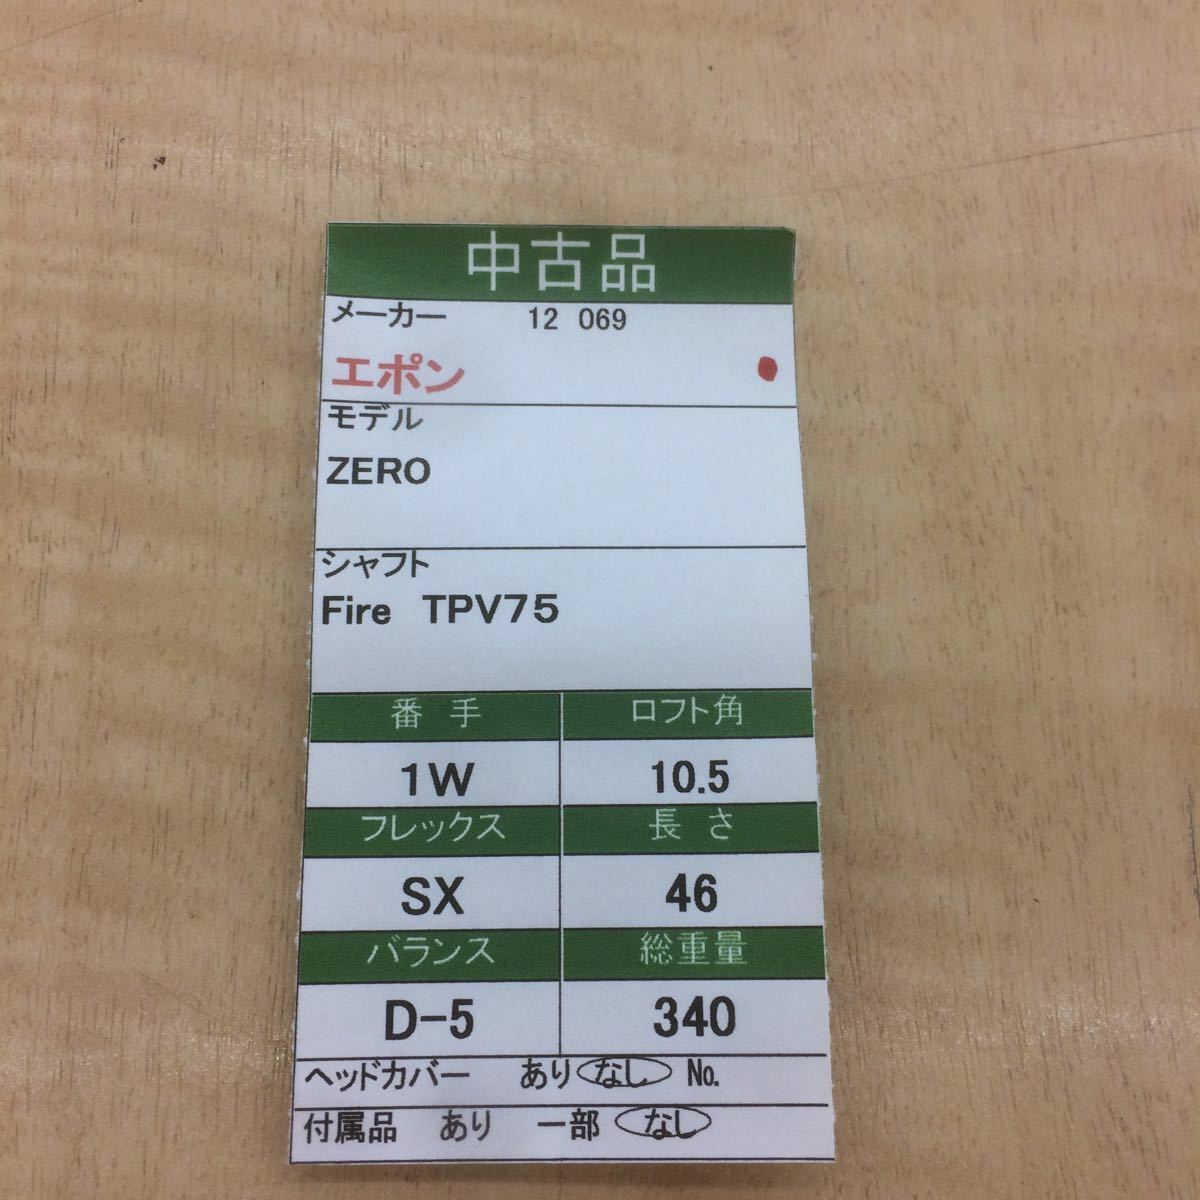 中古品
メーカー 12 069
エポン
モデル
ZERO
シャフト
Fire TPV75
番手 ロフト角
1W 10.5
フレックス 長さ
SX 46
バランス 総重量
D-5 340
ヘッドカバー あり なし No.
付属品 あり 一部 なし